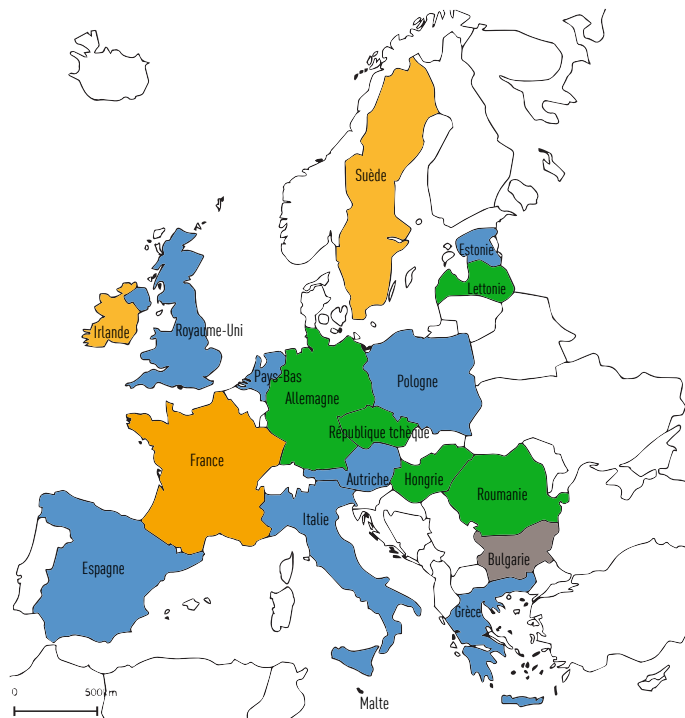 Suède
Estonie
Lettonie
Irlande
Royaume-Uni
Pays-Bas
Pologne
Allemagne
République tchèque
France
Autriche
Hongrie
Roumanie
Italie
Bulgarie
Espagne
Grèce
0 500 km
Malte